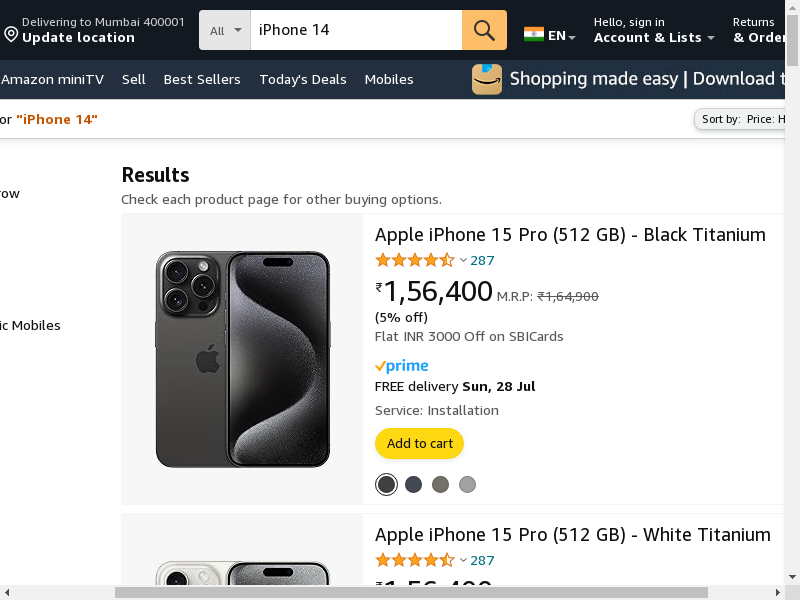 Delivering to Mumbai 400001
Update location
All
iPhone 14
EN
Hello, sign in
Account & Lists
Returns
& Order
Amazon miniTV
Sell
Best Sellers
Today's Deals
Mobiles
Shopping made easy | Download t
or "iPhone 14"
Sort by: Price: H
Results
Check each product page for other buying options.
row
ic Mobiles
Apple iPhone 15 Pro (512 GB) - Black Titanium
287
₹1,56,400 M.R.P: ₹1,64,900
(5% off)
Flat INR 3000 Off on SBICards
prime
FREE delivery Sun, 28 Jul
Service: Installation
Add to cart
Apple iPhone 15 Pro (512 GB) - White Titanium
287
₹1,56,400